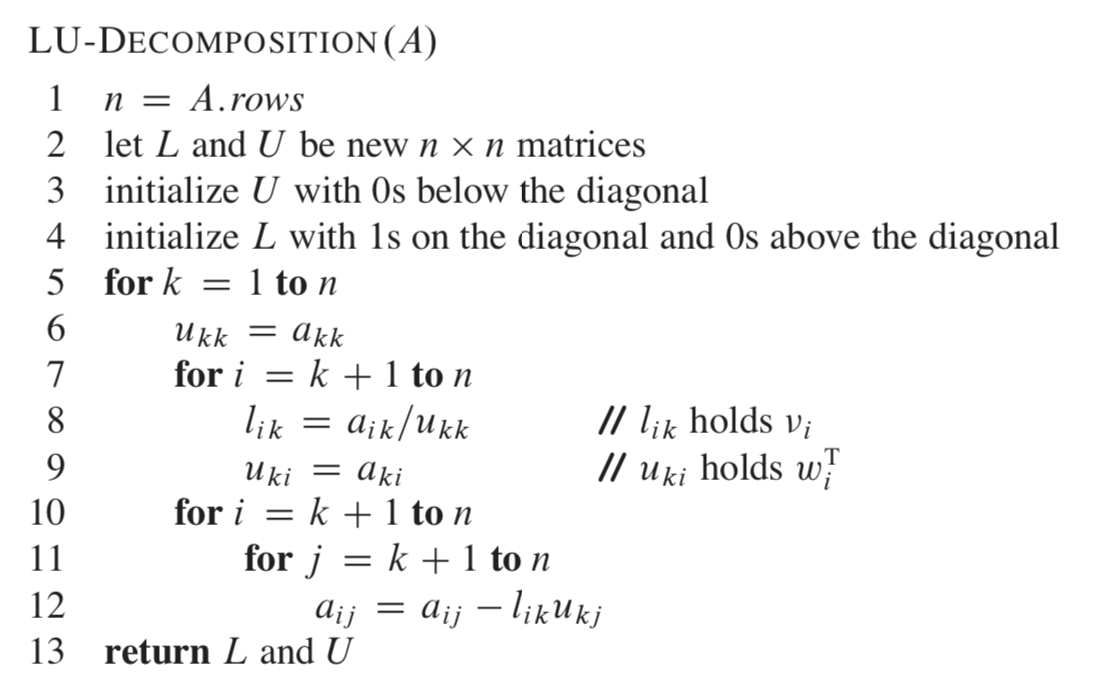 LU-DECOMPOSITION(A)
1 n = A.rows
2 let L and U be new n × n matrices
3 initialize U with 0s below the diagonal
4 initialize L with 1s on the diagonal and 0s above the diagonal
5 for k = 1 to n
6 u_{kk} = a_{kk}
7 for i = k + 1 to n
8 l_{ik} = a_{ik}/u_{kk} // l_{ik} holds v_i
9 u_{ki} = a_{ki} // u_{ki} holds w_i^T
10 for i = k + 1 to n
11 for j = k + 1 to n
12 a_{ij} = a_{ij} − l_{ik}u_{kj}
13 return L and U